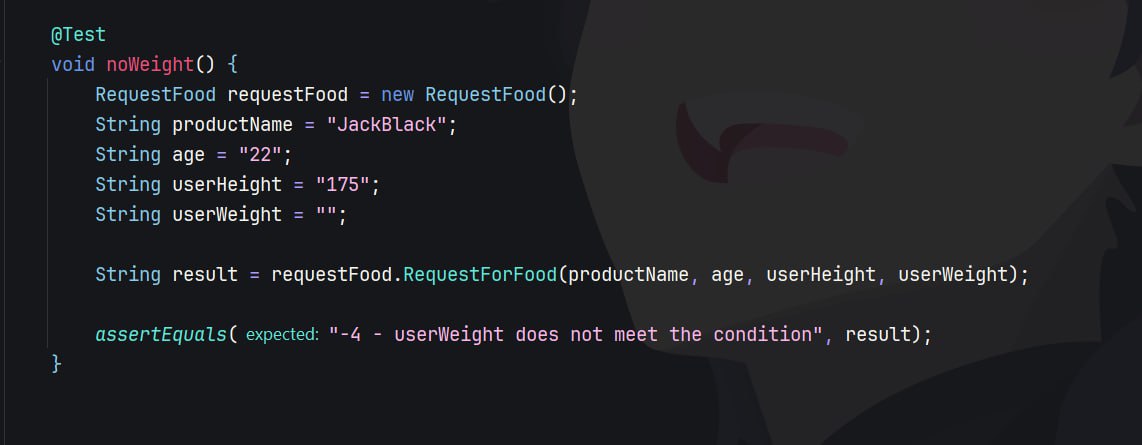 @Test
void noWeight() {
RequestFood requestFood = new RequestFood();
String productName = "JackBlack";
String age = "22";
String userHeight = "175";
String userWeight = "";
String result = requestFood.RequestForFood(productName, age, userHeight, userWeight);
assertEquals( expected: "-4 - userWeight does not meet the condition", result);
}